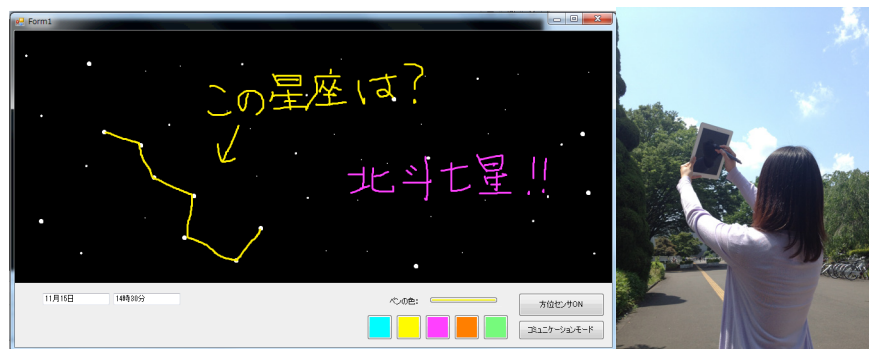 Form1
この星座は?
北斗七星!!
11月15日
14時30分
ペンの色:
方位センサON
コミュニケーションモード